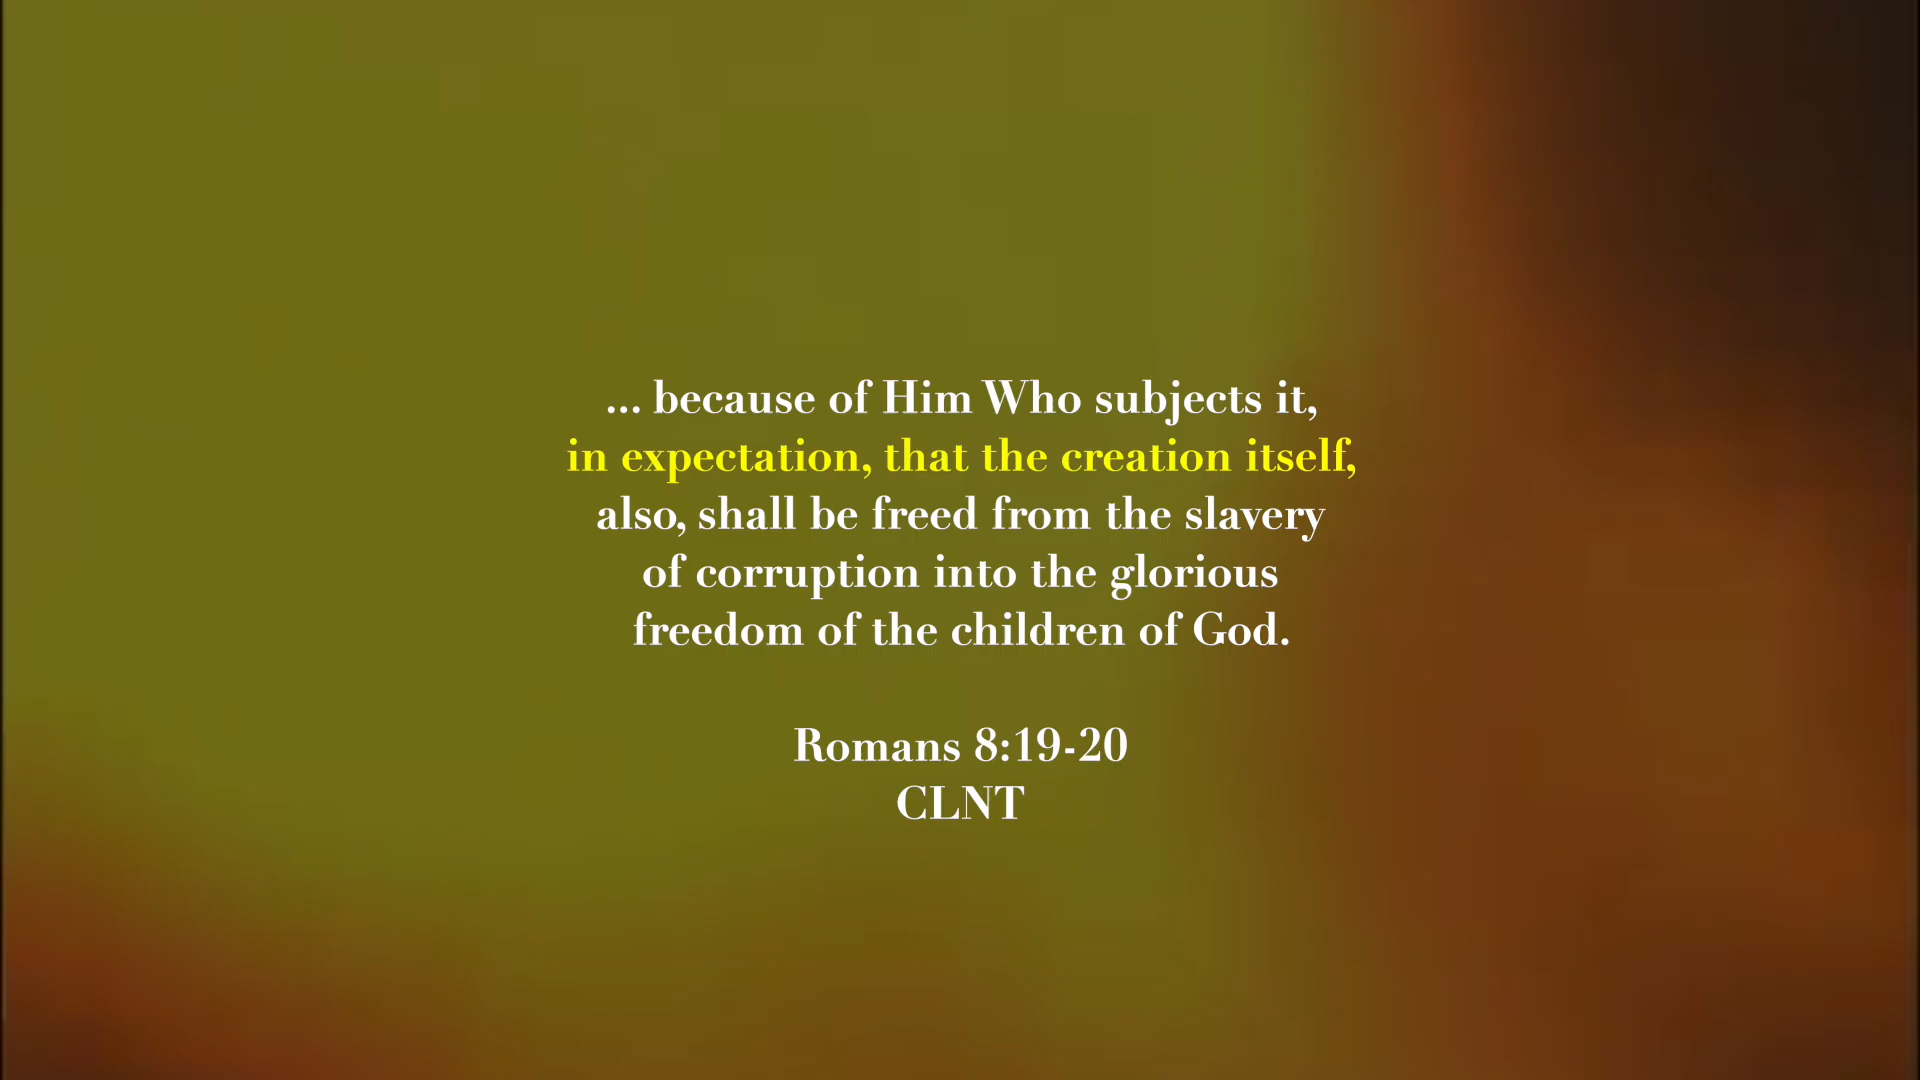 ... because of Him Who subjects it,
in expectation, that the creation itself,
also, shall be freed from the slavery
of corruption into the glorious
freedom of the children of God.
Romans 8:19-20
CLNT